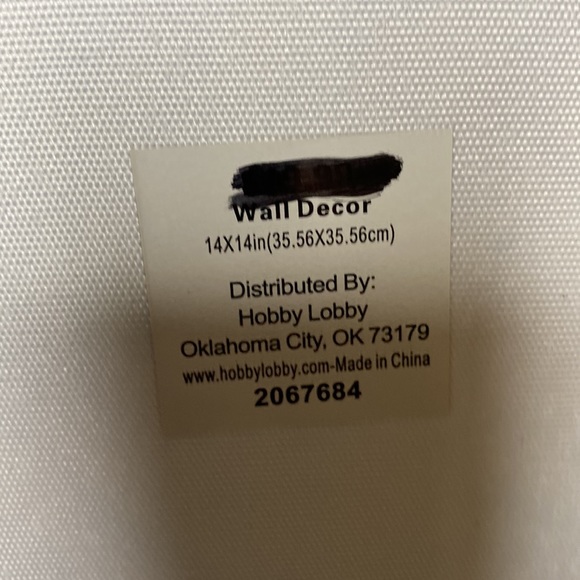 Wall Decor
14X14in(35.56X35.56cm)
Distributed By:
Hobby Lobby
Oklahoma City, OK 73179
www.hobbylobby.com-Made in China
2067684